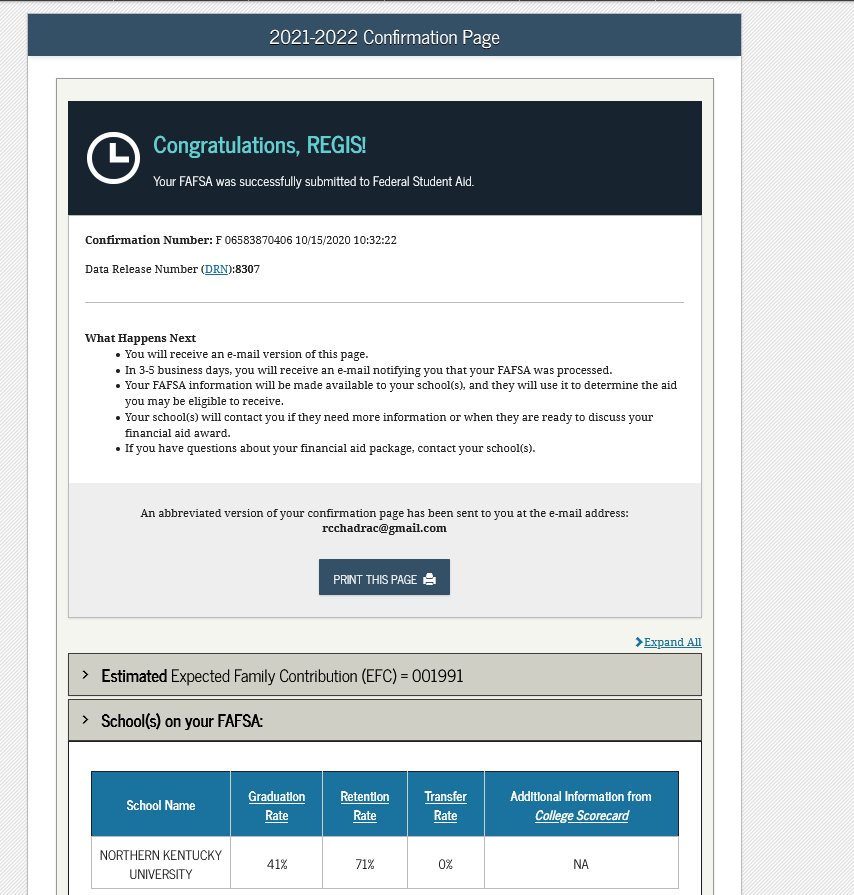 2021-2022 Confirmation Page
Congratulations, REGIS!
Your FAFSA was successfully submitted to Federal Student Aid.
Confirmation Number: F 06583870406 10/15/2020 10:32:22
Data Release Number (DRN):8307
What Happens Next
• You will receive an e-mail version of this page.
• In 3-5 business days, you will receive an e-mail notifying you that your FAFSA was processed.
• Your FAFSA information will be made available to your school(s), and they will use it to determine the aid
you may be eligible to receive.
• Your school(s) will contact you if they need more information or when they are ready to discuss your
financial aid award.
• If you have questions about your financial aid package, contact your school(s).
An abbreviated version of your confirmation page has been sent to you at the e-mail address:
rcchadrac@gmail.com
PRINT THIS PAGE
Expand All
Estimated Expected Family Contribution (EFC) = 001991
School(s) on your FAFSA:
School Name Graduation Rate Retention Rate Transfer Rate Additional Information from College Scorecard
NORTHERN KENTUCKY UNIVERSITY 41% 71% 0% NA